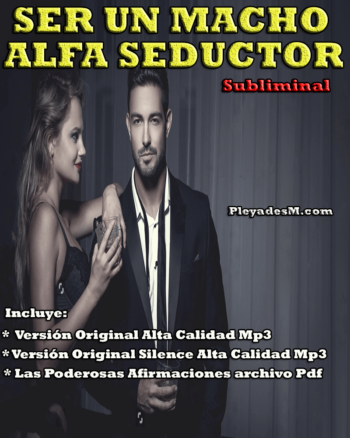 SER UN MACHO
ALFA SEDUCTOR
Subliminal
PleyadesM.com
Incluye:
* Versión Original Alta Calidad Mp3
* Versión Original Silence Alta Calidad Mp3
* Las Poderosas Afirmaciones archivo Pdf